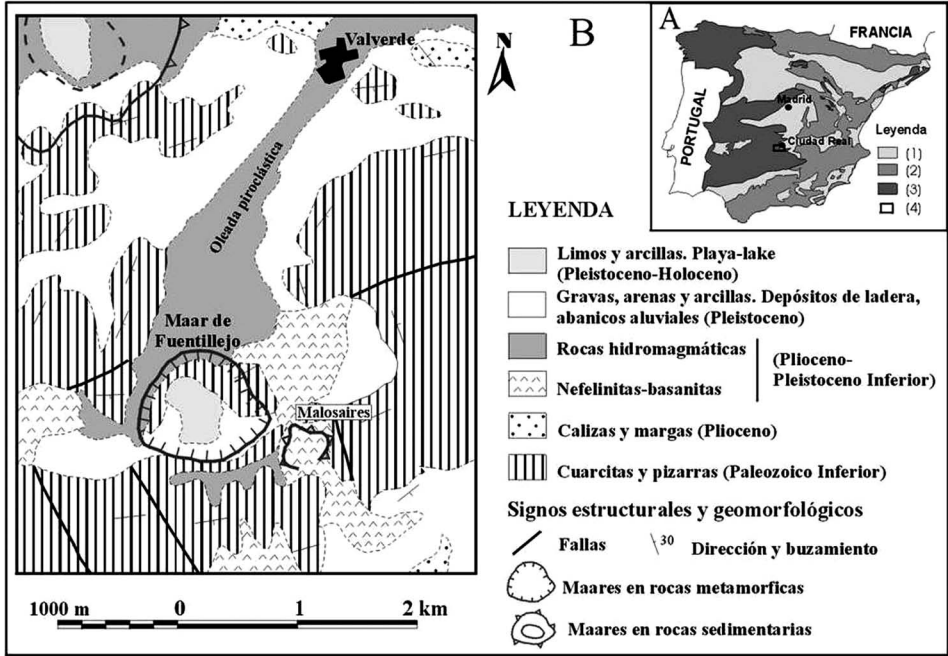 Valverde
N
Oleada piroclástica
Maar de
Fuentillejo
Malosaires
1000 m 0 1 2 km
B
A
FRANCIA
PORTUGAL
Madrid
Ciudad Real
Leyenda
(1)
(2)
(3)
(4)
LEYENDA
Limos y arcillas. Playa-lake
(Pleistoceno-Holoceno)
Gravas, arenas y arcillas. Depósitos de ladera,
abanicos aluviales (Pleistoceno)
Rocas hidromagmáticas
Nefelinitas-basanitas
(Plioceno-
Pleistoceno Inferior)
Calizas y margas (Plioceno)
Cuarcitas y pizarras (Paleozoico Inferior)
Signos estructurales y geomorfológicos
Fallas
30 Dirección y buzamiento
Maares en rocas metamorficas
Maares en rocas sedimentarias